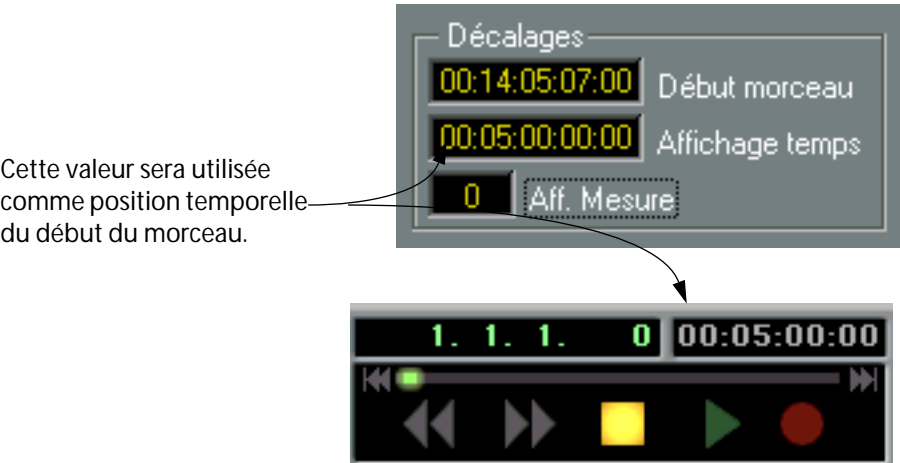 Décalages
00:14:05:07:00 Début morceau
00:05:00:00:00 Affichage temps
0 Aff. Mesure
Cette valeur sera utilisée
comme position temporelle
du début du morceau.
1. 1. 1. 0 00:05:00:00